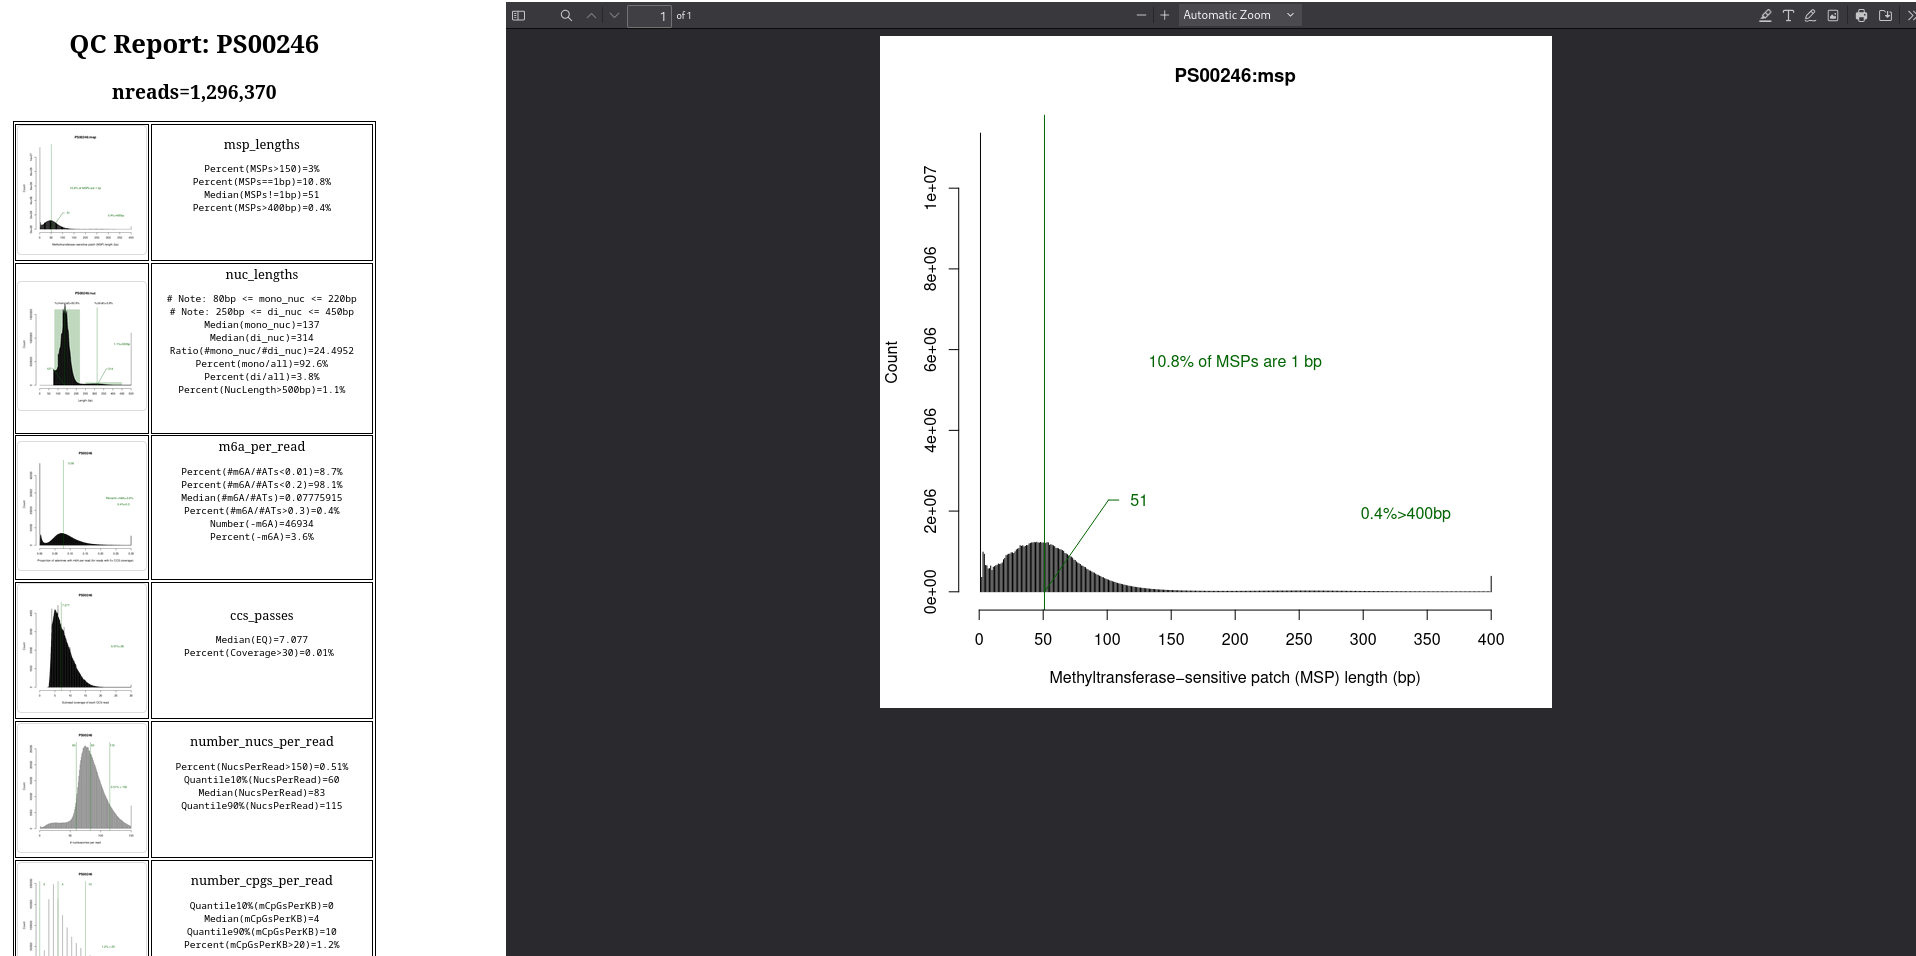 QC Report: PS00246
nreads=1,296,370
msp_lengths
Percent(MSPs>150)=3%
Percent(MSPs==1bp)=10.8%
Median(MSPs!=1bp)=51
Percent(MSPs>400bp)=0.4%
nuc_lengths
# Note: 80bp <= mono_nuc <= 220bp
# Note: 250bp <= di_nuc <= 450bp
Median(mono_nuc)=137
Median(di_nuc)=314
Ratio(#mono_nuc/#di_nuc)=24.4952
Percent(mono/all)=92.6%
Percent(di/all)=3.8%
Percent(NucLength>500bp)=1.1%
m6a_per_read
Percent(#m6A/#ATs<0.01)=8.7%
Percent(#m6A/#ATs<0.2)=98.1%
Median(#m6A/#ATs)=0.07775915
Percent(#m6A/#ATs>0.3)=0.4%
Number(-m6A)=46934
Percent(-m6A)=3.6%
ccs_passes
Median(EQ)=7.077
Percent(Coverage>30)=0.01%
number_nucs_per_read
Percent(NucsPerRead>150)=0.51%
Quantile10%(NucsPerRead)=60
Median(NucsPerRead)=83
Quantile90%(NucsPerRead)=115
number_cpgs_per_read
Quantile10%(mCpGsPerKB)=0
Median(mCpGsPerKB)=4
Quantile90%(mCpGsPerKB)=10
Percent(mCpGsPerKB>20)=1.2%
1 of 1
Automatic Zoom
PS00246:msp
Count
1e+07
8e+06
6e+06
4e+06
2e+06
0e+00
10.8% of MSPs are 1 bp
51
0.4%>400bp
0 50 100 150 200 250 300 350 400
Methyltransferase−sensitive patch (MSP) length (bp)